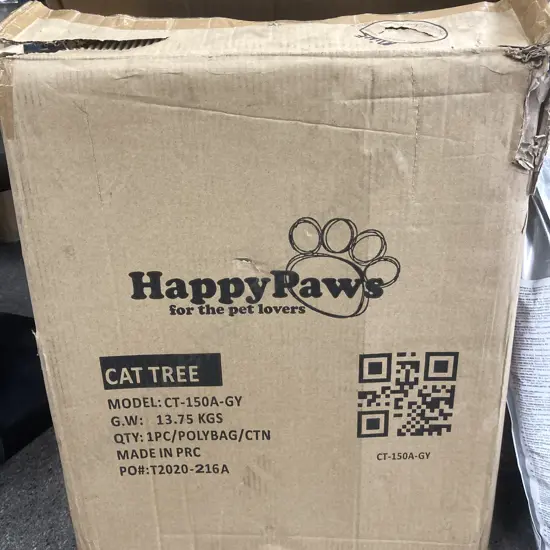 HappyPaws
for the pet lovers
CAT TREE
MODEL: CT-150A-GY
G.W: 13.75 KGS
QTY: 1PC/POLYBAG/CTN
MADE IN PRC
PO#:T2020-216A
CT-150A-GY